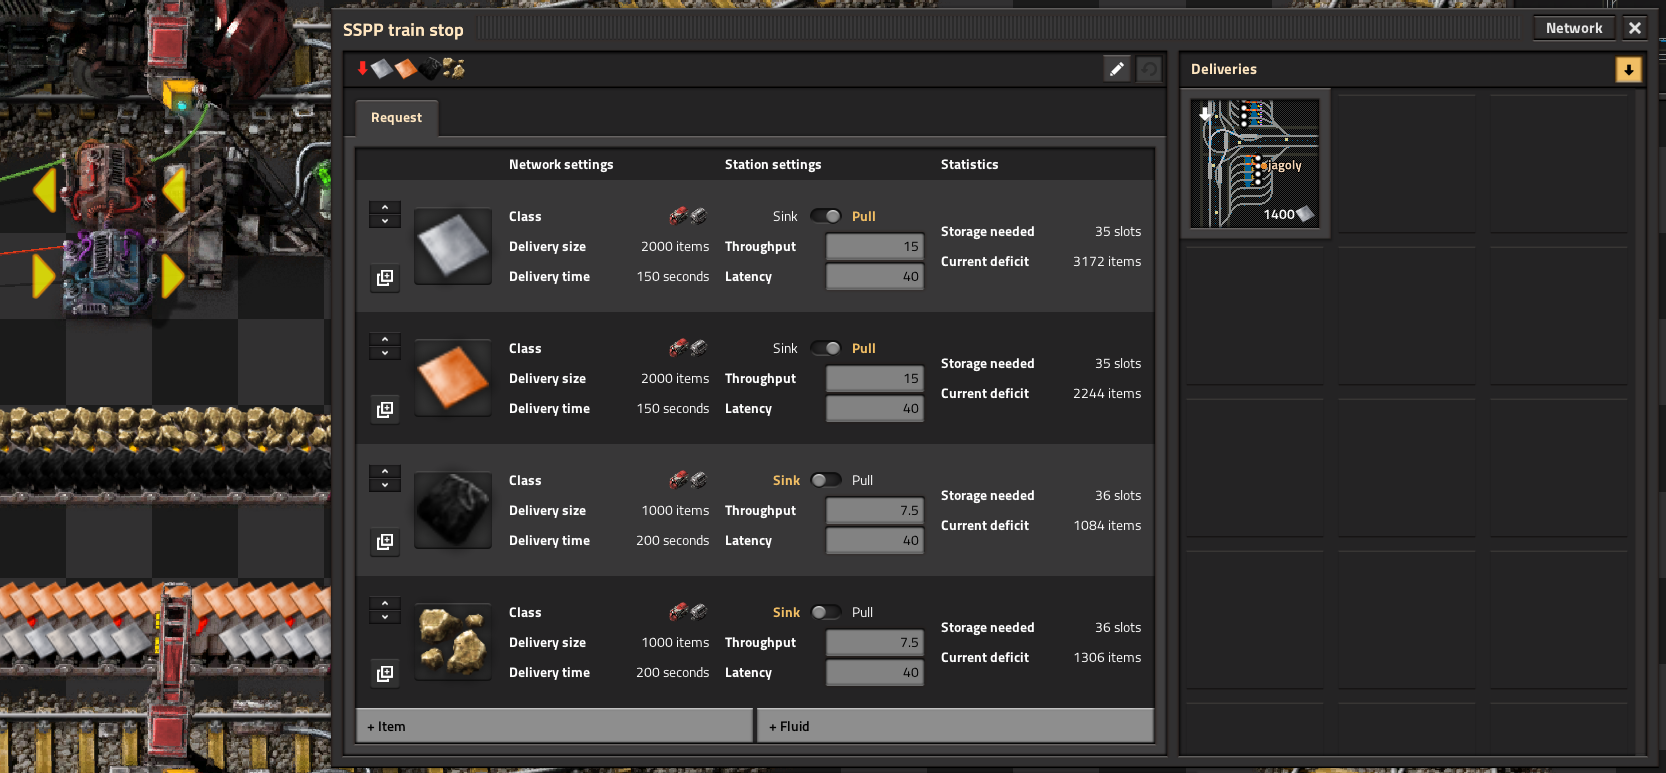 SSPP train stop
Network
Deliveries
Request
jagoly
1400
Network settings Station settings Statistics
Class Sink Pull
Delivery size 2000 items Throughput 15
Delivery time 150 seconds Latency 40
Storage needed 35 slots
Current deficit 3172 items
Class Sink Pull
Delivery size 2000 items Throughput 15
Delivery time 150 seconds Latency 40
Storage needed 35 slots
Current deficit 2244 items
Class Sink Pull
Delivery size 1000 items Throughput 7.5
Delivery time 200 seconds Latency 40
Storage needed 36 slots
Current deficit 1084 items
Class Sink Pull
Delivery size 1000 items Throughput 7.5
Delivery time 200 seconds Latency 40
Storage needed 36 slots
Current deficit 1306 items
+ Item
+ Fluid